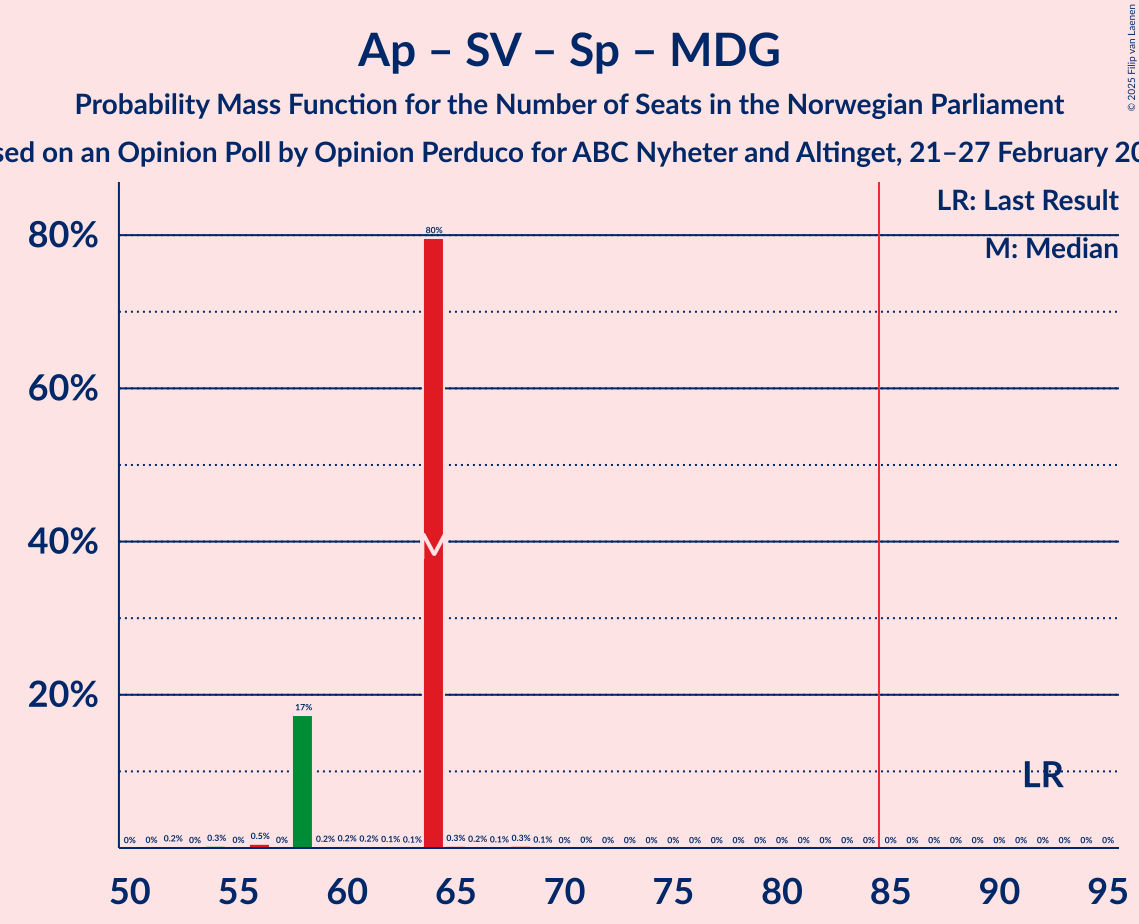 Ap – SV – Sp – MDG
Probability Mass Function for the Number of Seats in the Norwegian Parliament
sed on an Opinion Poll by Opinion Perduco for ABC Nyheter and Altinget, 21–27 February 20
© 2025 Filip van Laenen
LR: Last Result
M: Median
80%
60%
40%
20%
80%
M
17%
LR
0% 0% 0.2% 0% 0.3% 0% 0.5% 0% 0.2% 0.2% 0.2% 0.1% 0.1% 0.3% 0.2% 0.1% 0.3% 0.1% 0% 0% 0% 0% 0% 0% 0% 0% 0% 0% 0% 0% 0% 0% 0% 0% 0% 0% 0% 0% 0% 0% 0% 0% 0% 0%
50 55 60 65 70 75 80 85 90 95